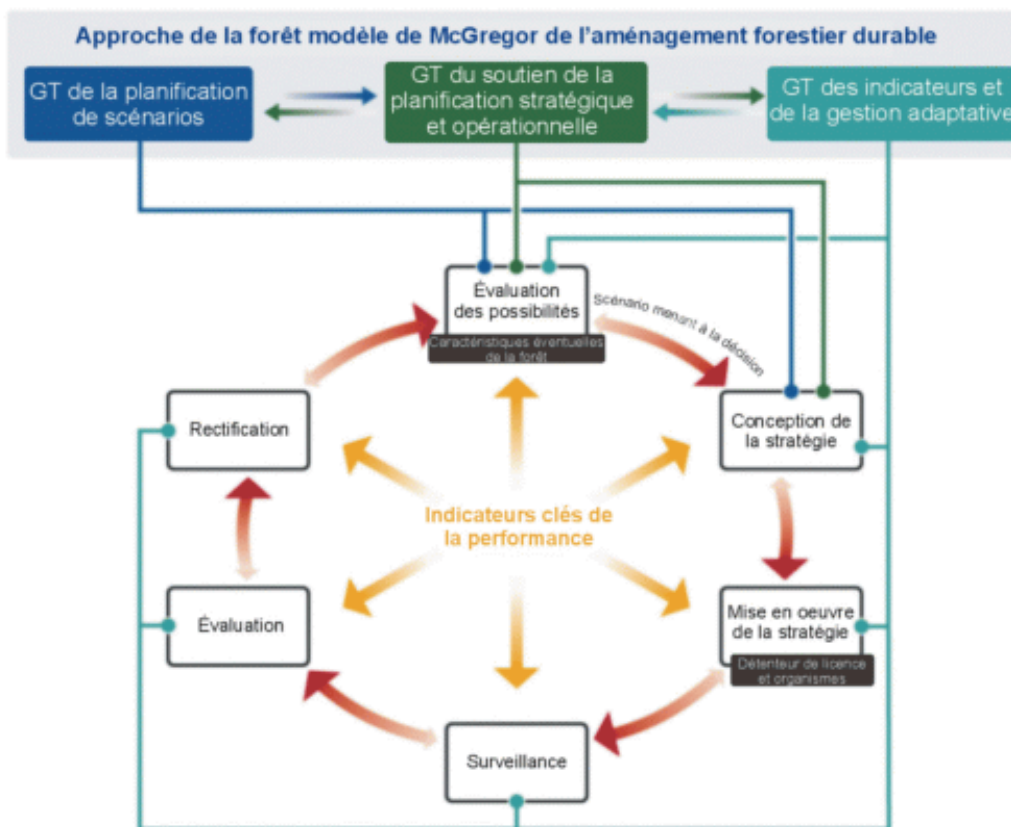 Approche de la forêt modèle de McGregor de l'aménagement forestier durable
GT de la planification
de scénarios
GT du soutien de la
planification stratégique
et opérationnelle
GT des indicateurs et
de la gestion adaptative
Évaluation
des possibilités
Caractéristiques éventuelles
de la forêt
Scénario menant à la décision
Rectification
Conception de
la stratégie
Indicateurs clés de
la performance
Évaluation
Mise en oeuvre
de la stratégie
Détenteur de licence
et organismes
Surveillance